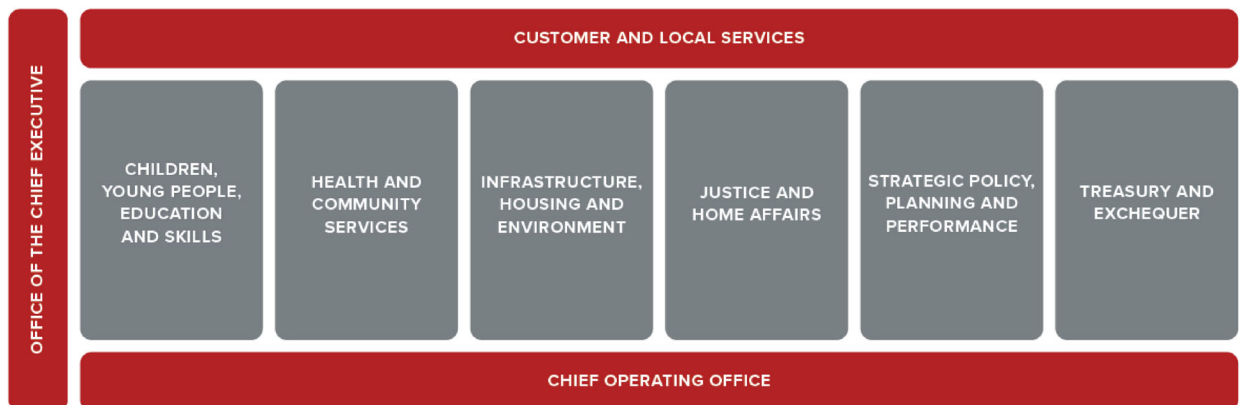 OFFICE OF THE CHIEF EXECUTIVE
CUSTOMER AND LOCAL SERVICES
CHILDREN,
YOUNG PEOPLE,
EDUCATION
AND SKILLS
HEALTH AND
COMMUNITY
SERVICES
INFRASTRUCTURE,
HOUSING AND
ENVIRONMENT
JUSTICE AND
HOME AFFAIRS
STRATEGIC POLICY,
PLANNING AND
PERFORMANCE
TREASURY AND
EXCHEQUER
CHIEF OPERATING OFFICE